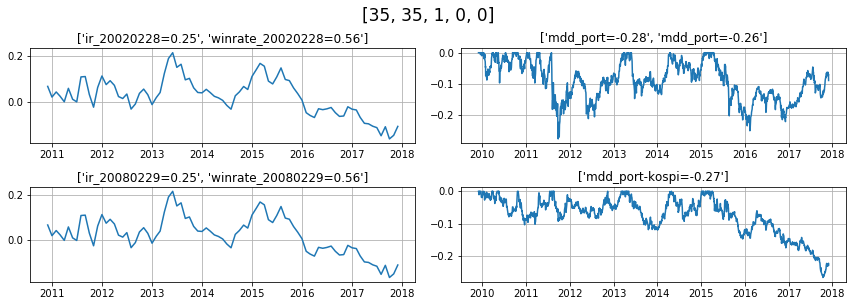 [35, 35, 1, 0, 0]
['ir_20020228=0.25', 'winrate_20020228=0.56']
0.2
0.0
2011 2012 2013 2014 2015 2016 2017 2018
['mdd_port=-0.28', 'mdd_port=-0.26']
0.0
−0.1
−0.2
2010 2011 2012 2013 2014 2015 2016 2017 2018
['ir_20080229=0.25', 'winrate_20080229=0.56']
0.2
0.0
2011 2012 2013 2014 2015 2016 2017 2018
['mdd_port-kospi=-0.27']
0.0
−0.1
−0.2
2010 2011 2012 2013 2014 2015 2016 2017 2018